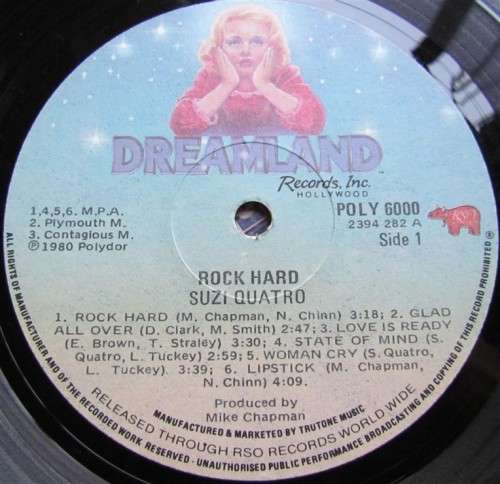 DREAMLAND
Records, Inc.
HOLLYWOOD
1,4,5,6. M.P.A.
2. Plymouth M.
3. Contagious M.
℗1980 Polydor
POLY 6000
2394 282 A
Side 1
RSO
ROCK HARD
SUZI QUATRO
1. ROCK HARD (M. Chapman, N. Chinn) 3:18; 2. GLAD
ALL OVER (D. Clark, M. Smith) 2:47; 3. LOVE IS READY
(E. Brown, T. Straley) 3:30; 4. STATE OF MIND (S.
Quatro, L. Tuckey) 2:59; 5. WOMAN CRY (S. Quatro,
L. Tuckey). 3:39; 6. LIPSTICK (M. Chapman,
N. Chinn) 4:09.
Produced by
Mike Chapman
MANUFACTURED & MARKETED BY TRUTONE MUSIC
RELEASED THROUGH RSO RECORDS WORLD WIDE
ALL RIGHTS OF MANUFACTURER AND OF THE RECORDED WORK RESERVED - UNAUTHORISED PUBLIC PERFORMANCE BROADCASTING AND COPYING OF THIS RECORD PROHIBITED